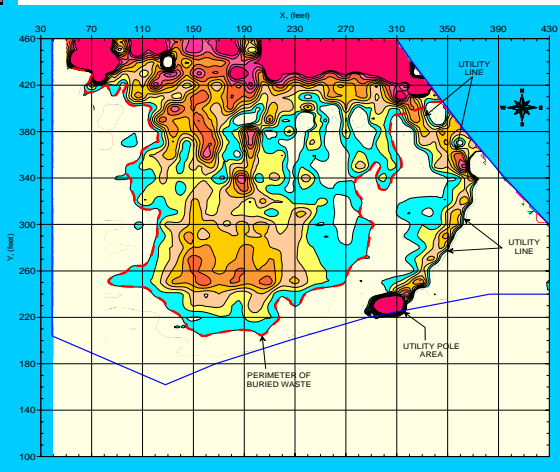 X, (feet)
30 70 110 150 190 230 270 310 350 390 430
460
420
380
340
300
260
220
180
140
100
Y, (feet)
UTILITY
LINE
N
W E
S
UTILITY
LINE
UTILITY POLE
AREA
PERIMETER OF
BURIED WASTE